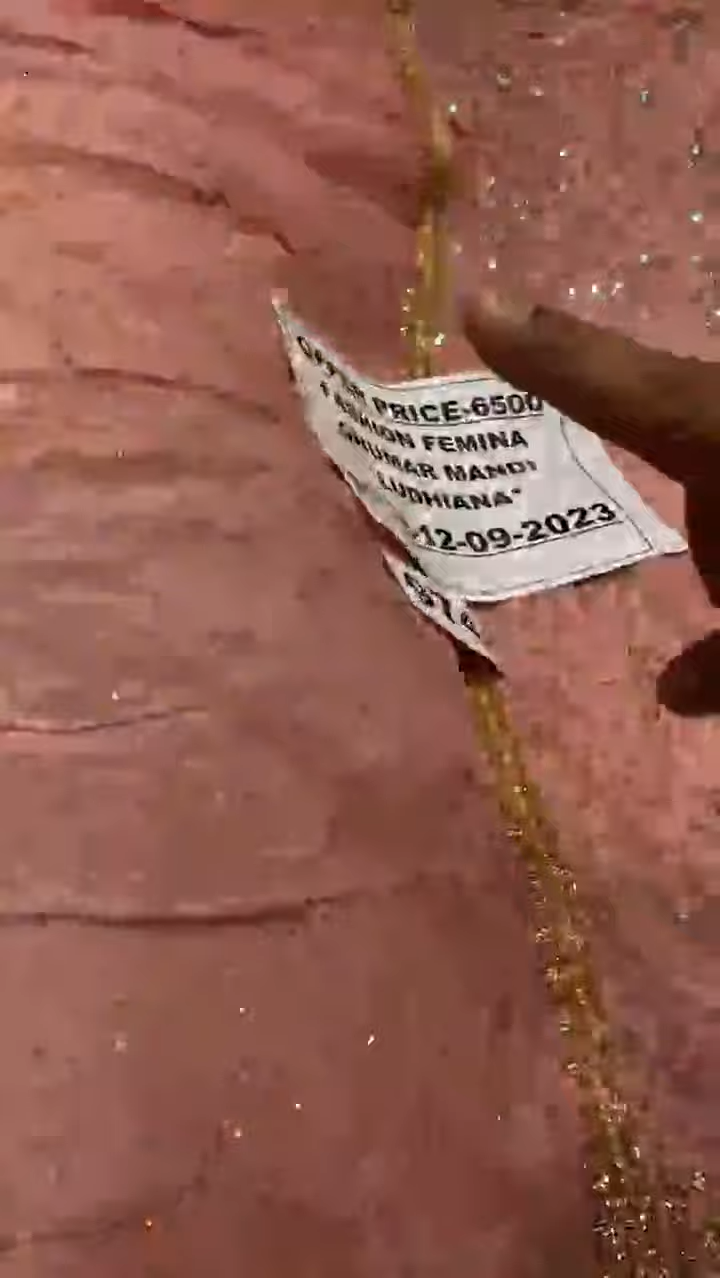 OFFER PRICE-6500
FASHION FEMINA
GHUMAR MANDI
LUDHIANA"
-12-09-2023